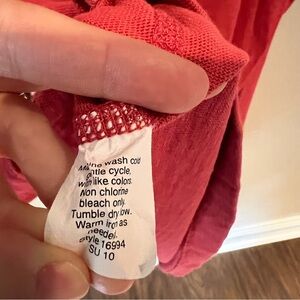 Machine wash cold
gentle cycle,
with like colors.
Non chlorine
bleach only.
Tumble dry low.
Warm iron as
needed.
Style 16994
SU 10